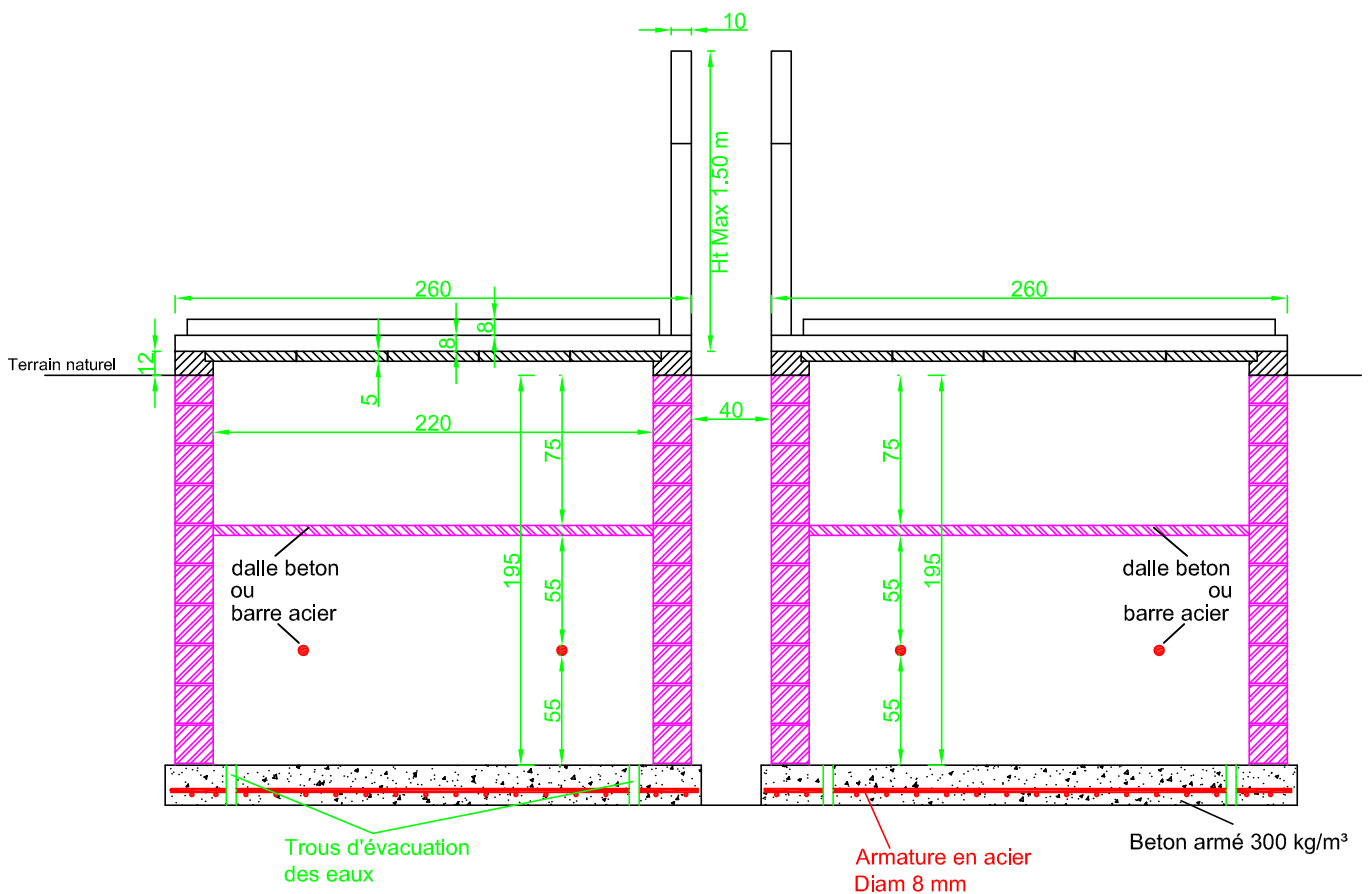 10
Ht Max 1.50 m
260
260
8
8
12
Terrain naturel
5
40
220
75
75
195
195
dalle beton
ou
barre acier
dalle beton
ou
barre acier
55
55
55
55
Trous d'évacuation
des eaux
Armature en acier
Diam 8 mm
Beton armé 300 kg/m³